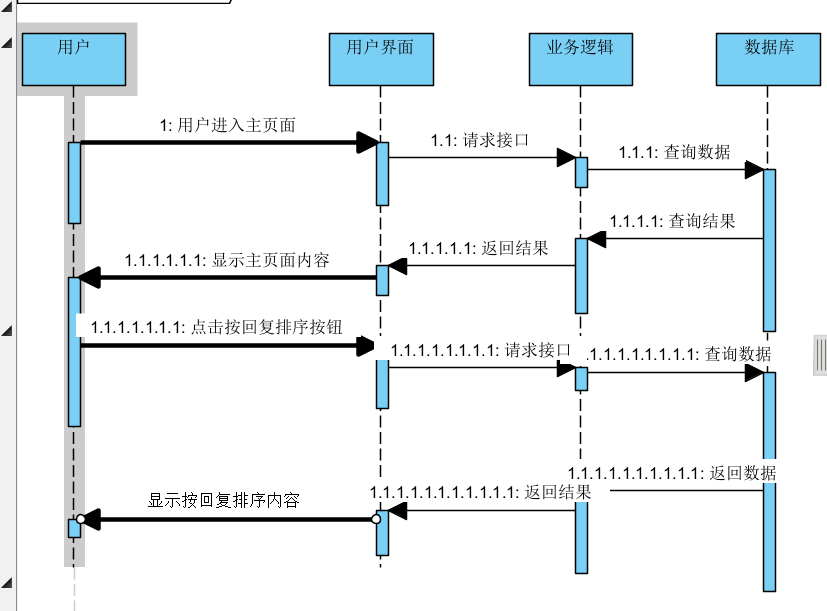 用户
用户界面
业务逻辑
数据库
1: 用户进入主页面
1.1: 请求接口
1.1.1: 查询数据
1.1.1.1: 查询结果
1.1.1.1.1: 返回结果
1.1.1.1.1.1: 显示主页面内容
1.1.1.1.1.1.1: 点击按回复排序按钮
1.1.1.1.1.1.1.1: 请求接口
.1.1.1.1.1.1.1.1: 查询数据
1.1.1.1.1.1.1.1.1.1: 返回数据
1.1.1.1.1.1.1.1.1.1.1: 返回结果
显示按回复排序内容